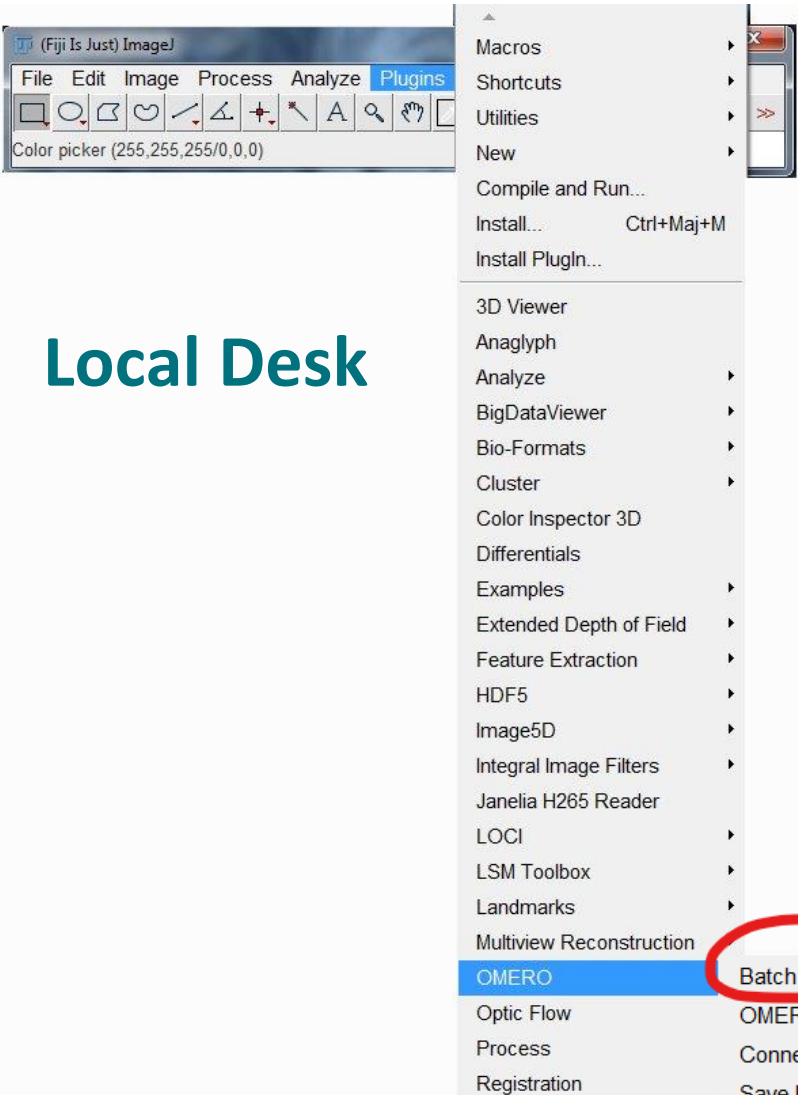 (Fiji Is Just) ImageJ
File Edit Image Process Analyze Plugins
A
>>
Color picker (255,255,255/0,0,0)
Macros
Shortcuts
Utilities
New
Compile and Run...
Install... Ctrl+Maj+M
Install PlugIn...
3D Viewer
Anaglyph
Analyze
BigDataViewer
Bio-Formats
Cluster
Color Inspector 3D
Differentials
Examples
Extended Depth of Field
Feature Extraction
HDF5
Image5D
Integral Image Filters
Janelia H265 Reader
LOCI
LSM Toolbox
Landmarks
Multiview Reconstruction
OMERO
Optic Flow
Process
Registration
Local Desk
Batch